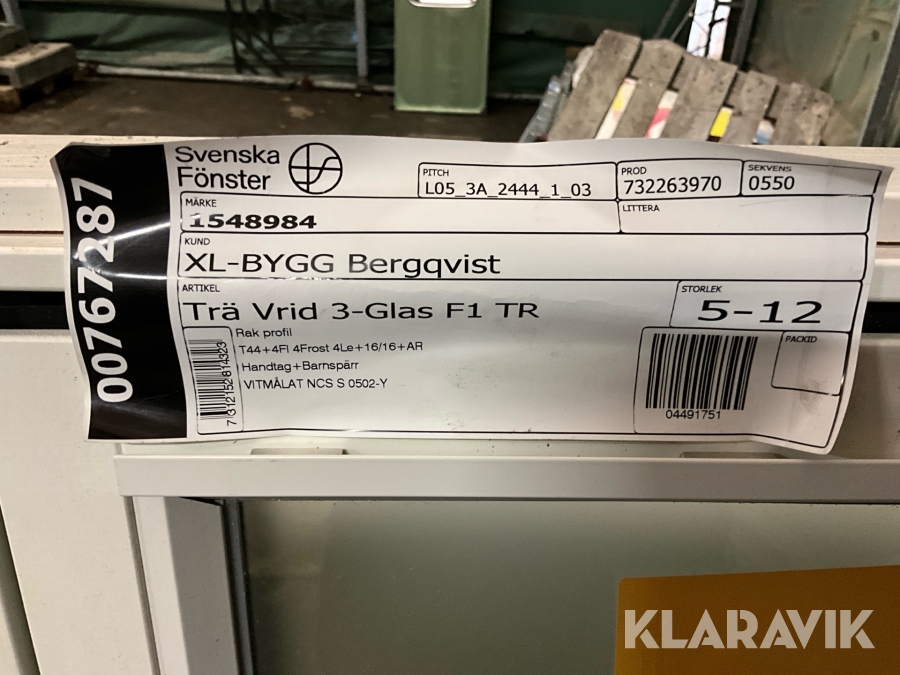 00767287
Svenska
Fönster
PITCH
L05_3A_2444_1_03
PROD
732263970
SEKVENS
0550
MÄRKE
1548984
LITTERA
KUND
XL-BYGG Bergqvist
ARTIKEL
Trä Vrid 3-Glas F1 TR
STORLEK
5-12
Rak profil
T44+4Fl 4Frost 4Le+16/16+AR
Handtag+Barnspärr
VITMÅLAT NCS S 0502-Y
7312152814323
04491751
PACKID
KLARAVIK